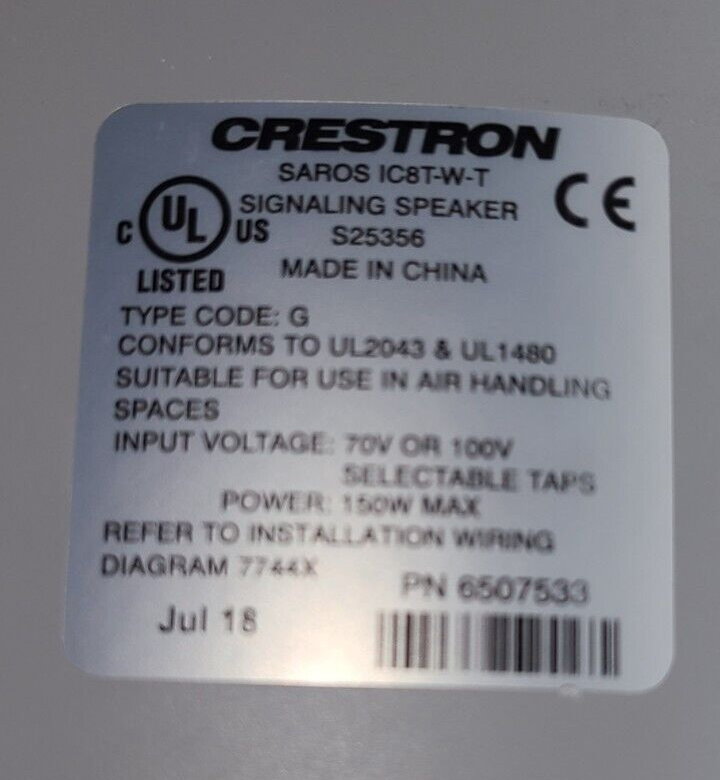 CRESTRON
SAROS IC8T-W-T
SIGNALING SPEAKER
S25356
MADE IN CHINA
C UL US
LISTED
CE
TYPE CODE: G
CONFORMS TO UL2043 & UL1480
SUITABLE FOR USE IN AIR HANDLING
SPACES
INPUT VOLTAGE: 70V OR 100V
SELECTABLE TAPS
POWER: 150W MAX
REFER TO INSTALLATION WIRING
DIAGRAM 7744X
PN 6507533
Jul 18